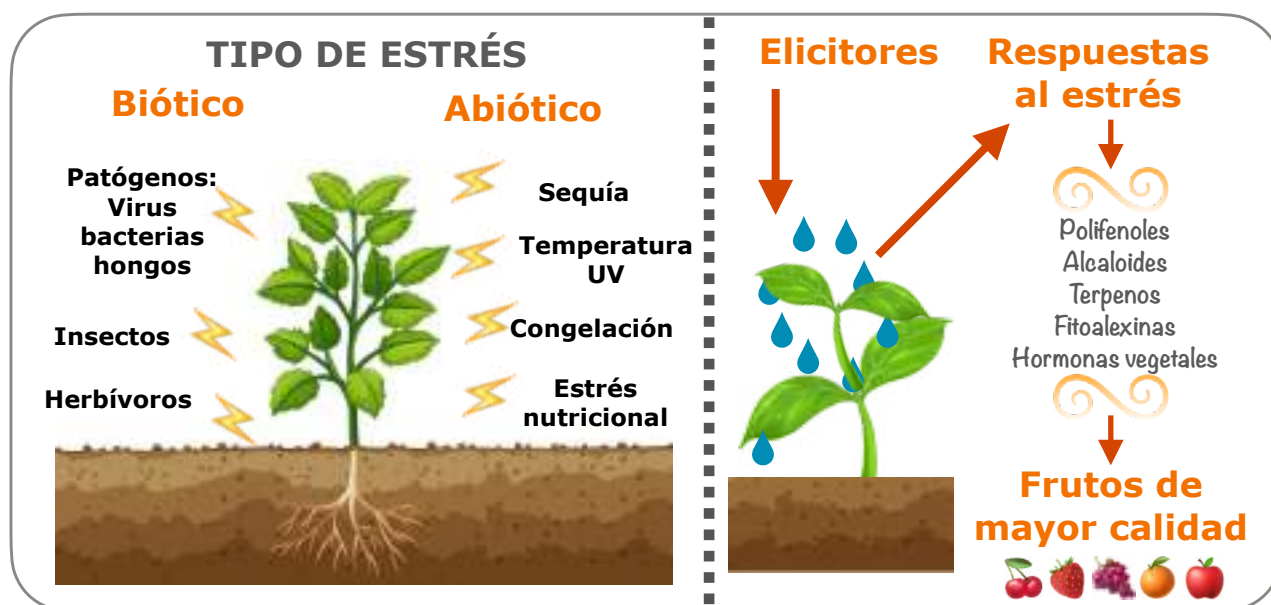 TIPO DE ESTRÉS
Biótico
Abiótico
Patógenos:
Virus
bacterias
hongos
Insectos
Herbívoros
Sequía
Temperatura
UV
Congelación
Estrés
nutricional
Elicitores
Respuestas
al estrés
Polifenoles
Alcaloides
Terpenos
Fitoalexinas
Hormonas vegetales
Frutos de
mayor calidad